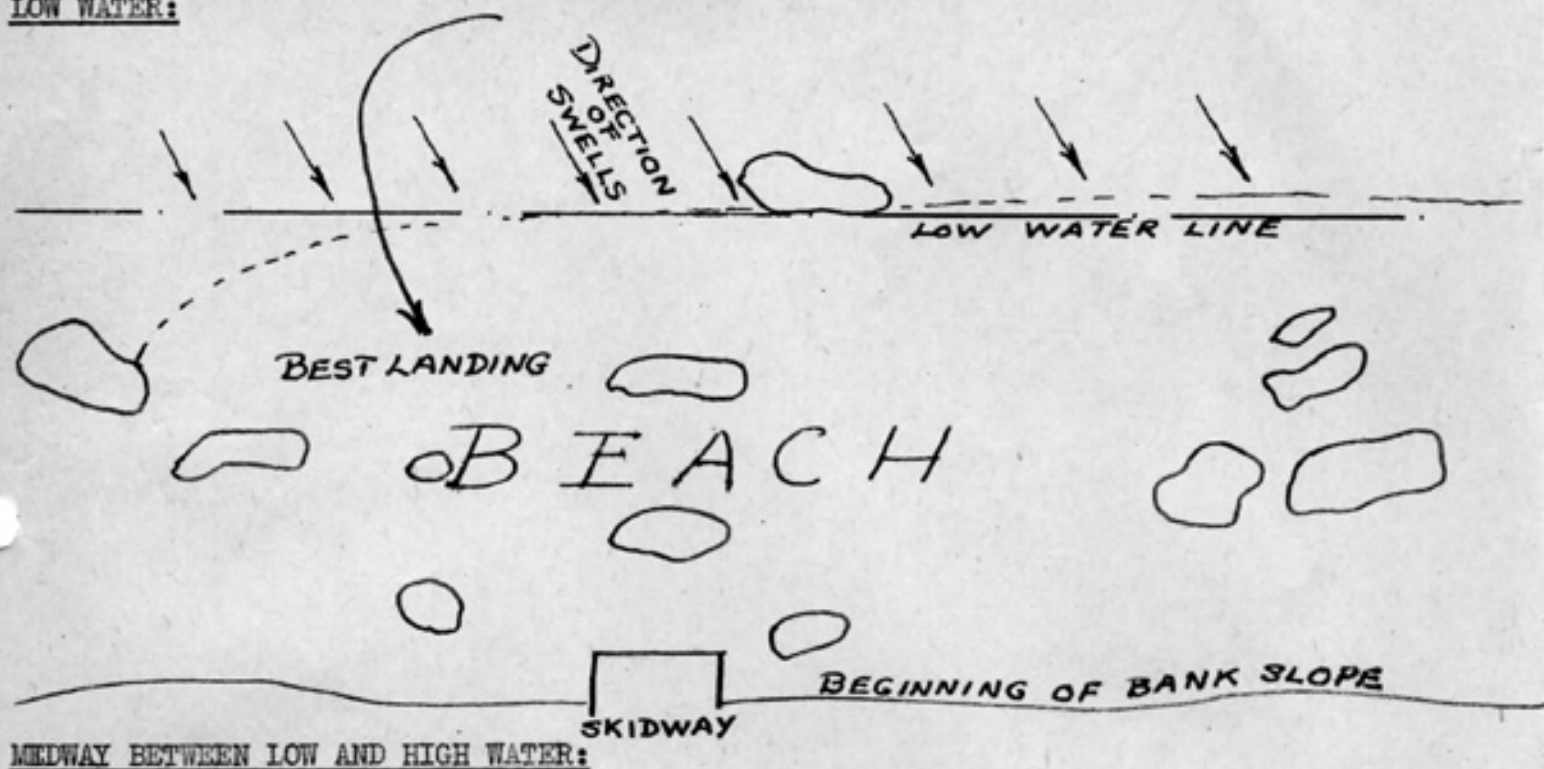 LOW WATER:
DIRECTION
OF
SWELLS
LOW WATER LINE
BEST LANDING
BEACH
BEGINNING OF BANK SLOPE
SKIDWAY
MEDWAY BETWEEN LOW AND HIGH WATER: